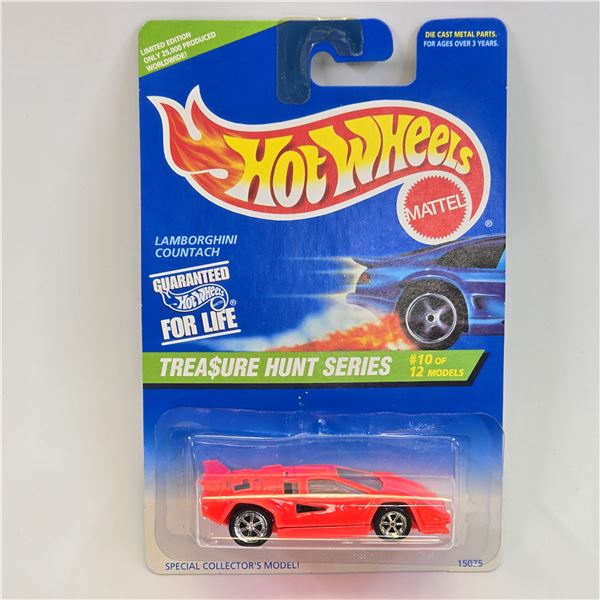 LIMITED EDITION
ONLY 25,000 PRODUCED
WORLDWIDE!
DIE CAST METAL PARTS.
FOR AGES OVER 3 YEARS.
HOT WHEELS
MATTEL
®
LAMBORGHINI
COUNTACH
GUARANTEED
HOT WHEELS
®
FOR LIFE
TREA$URE HUNT SERIES
#10 OF
12 MODELS
SPECIAL COLLECTOR'S MODEL!
15075